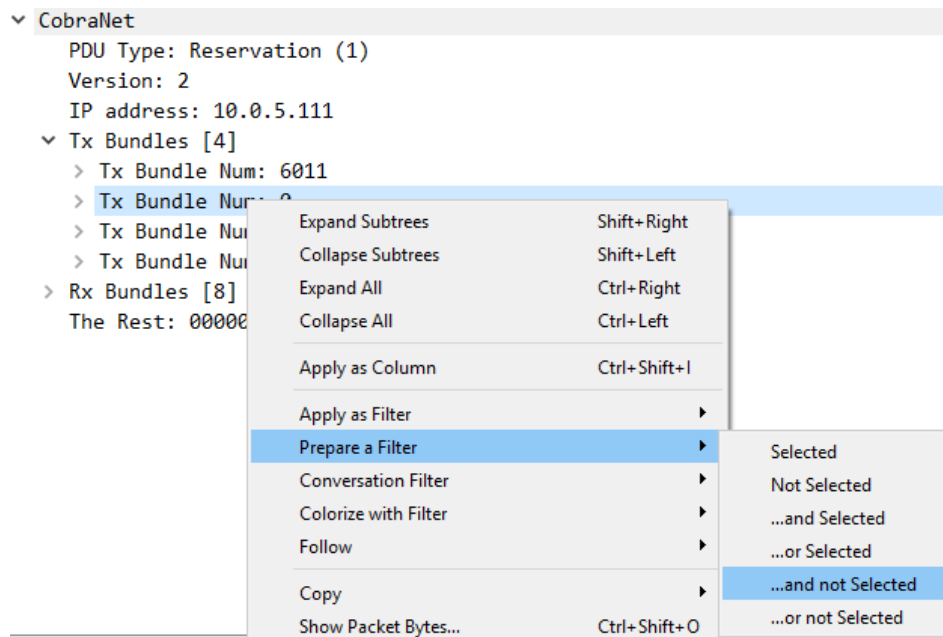 CobraNet
PDU Type: Reservation (1)
Version: 2
IP address: 10.0.5.111
Tx Bundles [4]
Tx Bundle Num: 6011
Tx Bundle
Tx Bundle
Tx Bundle
Rx Bundles [8]
The Rest: 00000
Expand Subtrees Shift+Right
Collapse Subtrees Shift+Left
Expand All Ctrl+Right
Collapse All Ctrl+Left
Apply as Column Ctrl+Shift+I
Apply as Filter
Prepare a Filter
Conversation Filter
Colorize with Filter
Follow
Copy
Show Packet Bytes... Ctrl+Shift+O
Selected
Not Selected
...and Selected
...or Selected
...and not Selected
...or not Selected